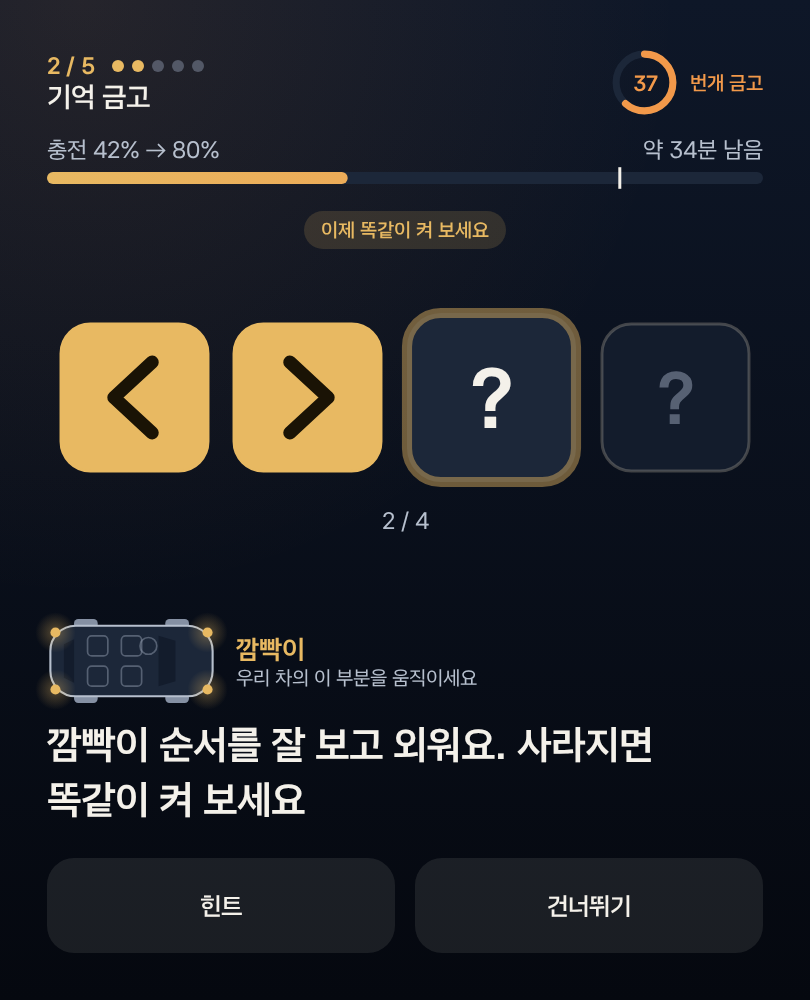 2 / 5
기억 금고
37
번개 금고
충전 42% → 80%
약 34분 남음
이제 똑같이 켜 보세요
?
?
2 / 4
깜빡이
우리 차의 이 부분을 움직이세요
깜빡이 순서를 잘 보고 외워요. 사라지면
똑같이 켜 보세요
힌트
건너뛰기